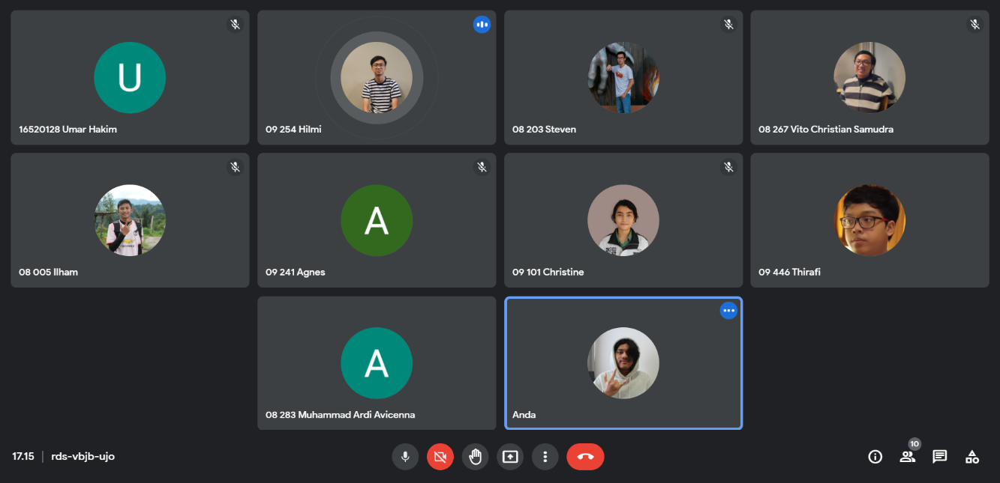 U
16520128 Umar Hakim
09 254 Hilmi
08 203 Steven
08 267 Vito Christian Samudra
08 005 Ilham
A
09 241 Agnes
09 101 Christine
09 446 Thirafi
A
08 283 Muhammad Ardi Avicenna
Anda
17.15 | rds-vbjb-ujo
10